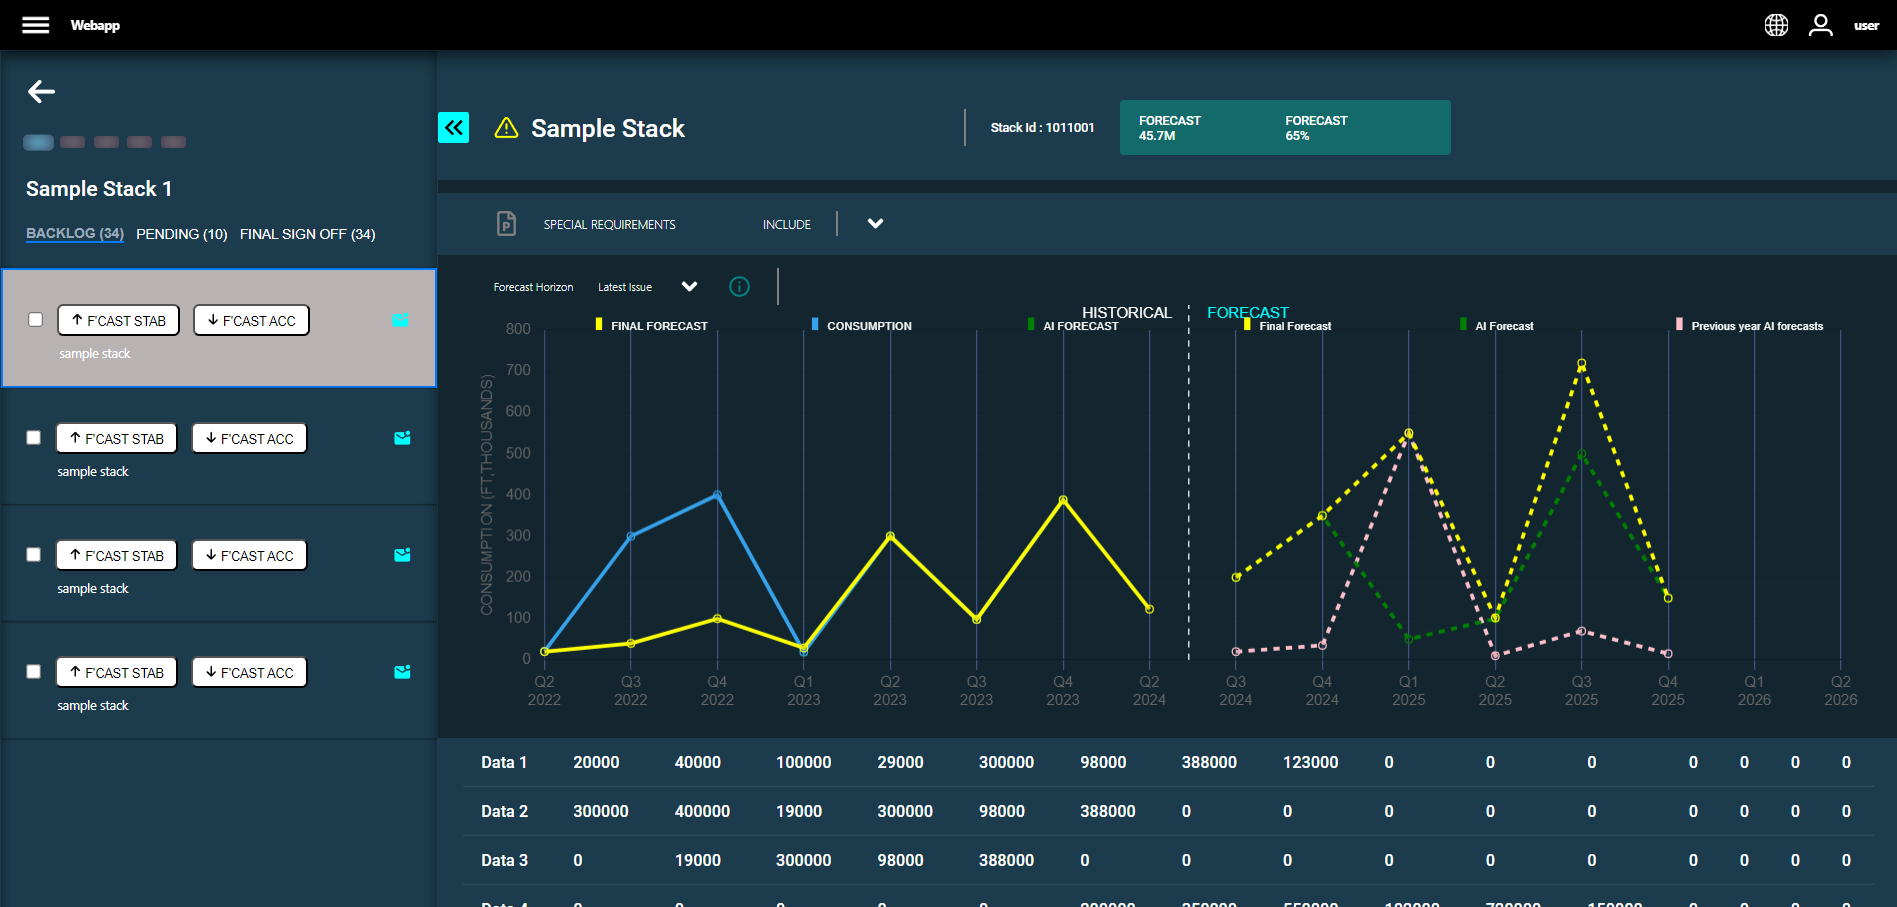 Webapp
user
Sample Stack 1
BACKLOG (34) PENDING (10) FINAL SIGN OFF (34)
F'CAST STAB F'CAST ACC
sample stack
F'CAST STAB F'CAST ACC
sample stack
F'CAST STAB F'CAST ACC
sample stack
F'CAST STAB F'CAST ACC
sample stack
Sample Stack
Stack Id : 1011001
FORECAST
45.7M
FORECAST
65%
SPECIAL REQUIREMENTS INCLUDE
Forecast Horizon Latest Issue
HISTORICAL FORECAST
FINAL FORECAST CONSUMPTION AI FORECAST Final Forecast AI Forecast Previous year AI forecasts
CONSUMPTION (FT,THOUSANDS)
800
700
600
500
400
300
200
100
0
Q2 Q3 Q4 Q1 Q2 Q3 Q4 Q2 Q3 Q4 Q1 Q2 Q3 Q4 Q1 Q2
2022 2022 2022 2023 2023 2023 2023 2024 2024 2024 2025 2025 2025 2025 2026 2026
Data 1 20000 40000 100000 29000 300000 98000 388000 123000 0 0 0 0 0 0 0
Data 2 300000 400000 19000 300000 98000 388000 0 0 0 0 0 0 0 0 0
Data 3 0 19000 300000 98000 388000 0 0 0 0 0 0 0 0 0 0